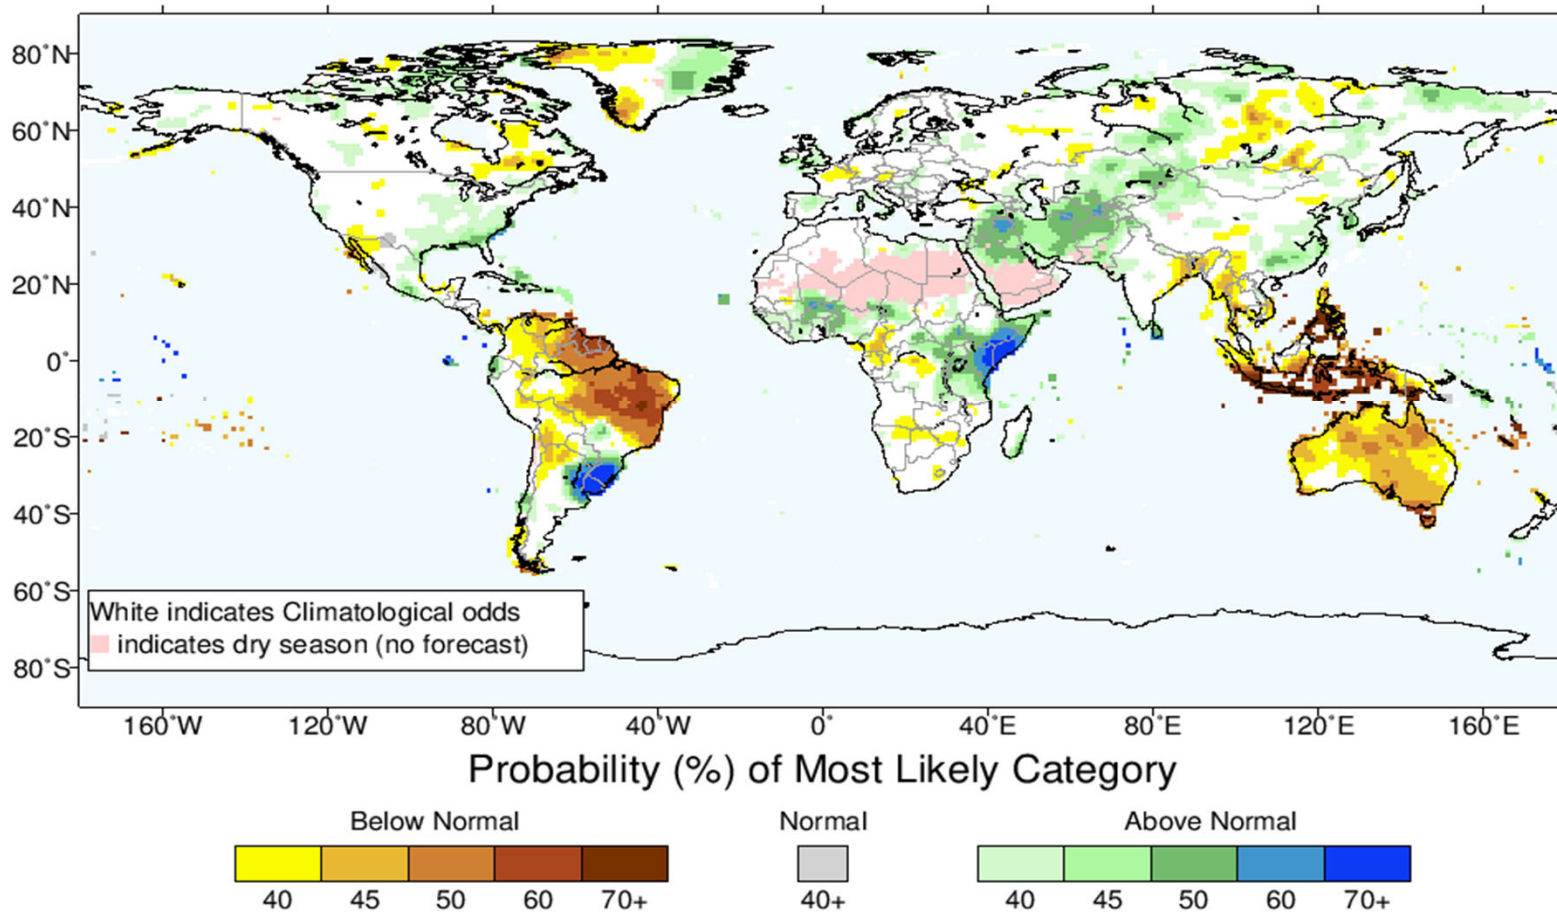 80˚N
60˚N
40˚N
20˚N
0˚
20˚S
40˚S
60˚S
80˚S
White indicates Climatological odds
indicates dry season (no forecast)
160˚W 120˚W 80˚W 40˚W 0˚ 40˚E 80˚E 120˚E 160˚E
Probability (%) of Most Likely Category
Below Normal Normal Above Normal
40 45 50 60 70+ 40+ 40 45 50 60 70+